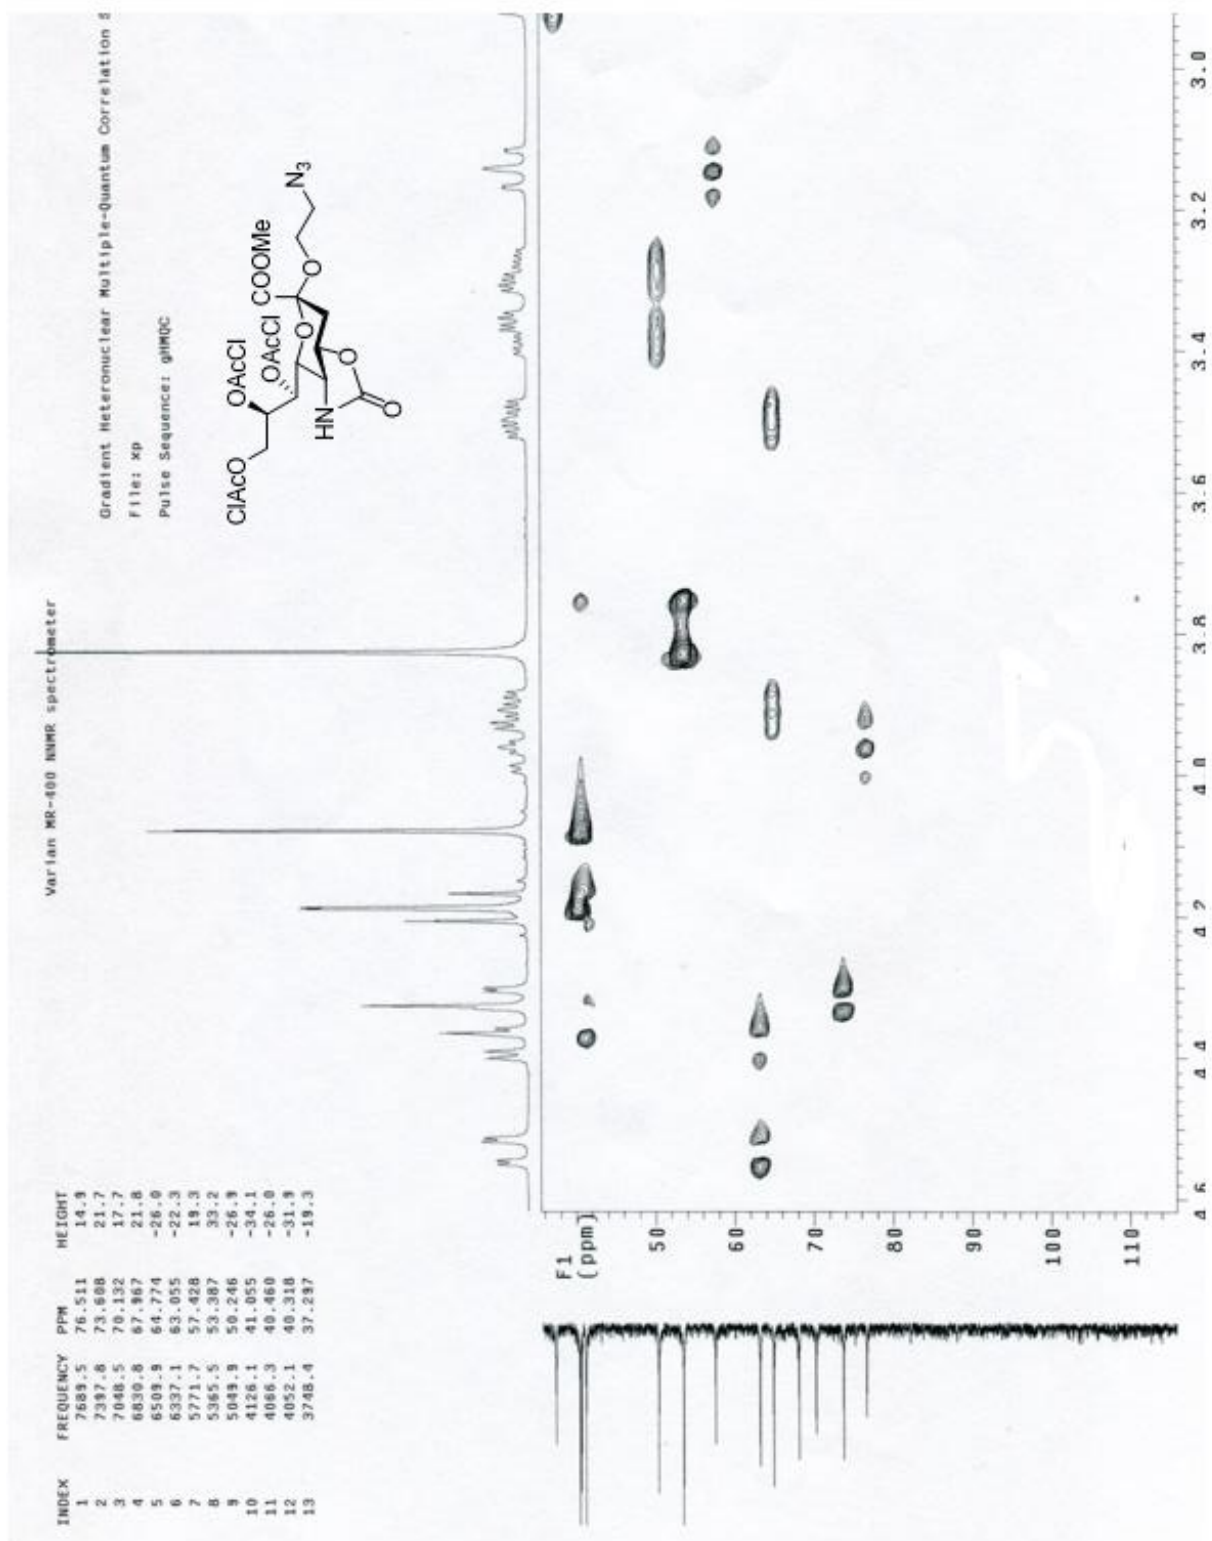 INDEX FREQUENCY PPM HEIGHT
1 7689.5 76.511 14.9
2 7397.8 73.608 21.7
3 7048.5 70.132 17.7
4 6830.8 67.967 21.8
5 6509.9 64.774 -26.0
6 6337.1 63.055 -22.3
7 5771.7 57.428 19.3
8 5365.5 53.387 33.2
9 5049.9 50.246 -26.9
10 4126.1 41.055 -34.1
11 4066.3 40.460 -26.0
12 4052.1 40.318 -31.9
13 3748.4 37.297 -19.3
Varian MR-400 NNMR spectrometer
Gradient Heteronuclear Multiple-Quantum Correlation
File: xp
Pulse Sequence: gHMQC
ClAcO
OAcCl
OAcCl
COOMe
O
O
N3
HN
O
O
F1
(ppm)
50
60
70
80
90
100
110
4.6
4.4
4.2
4.0
3.8
3.6
3.4
3.2
3.0